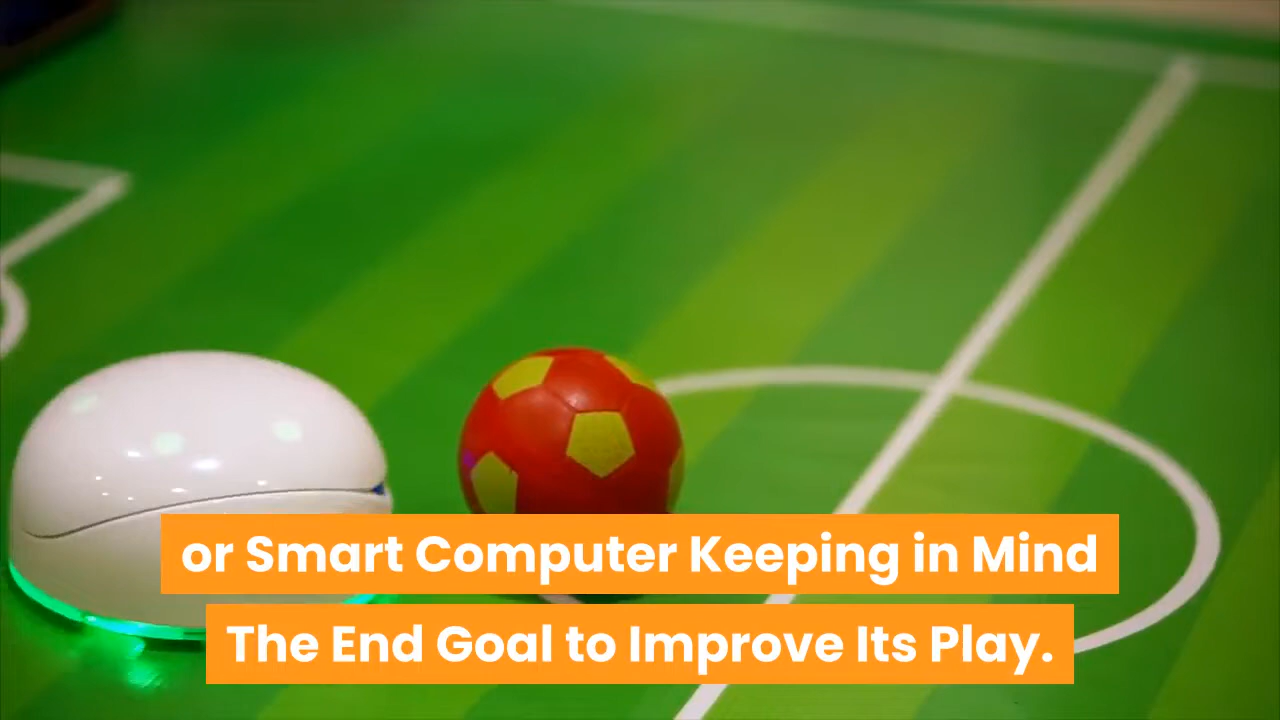 or Smart Computer Keeping in Mind
The End Goal to Improve Its Play.